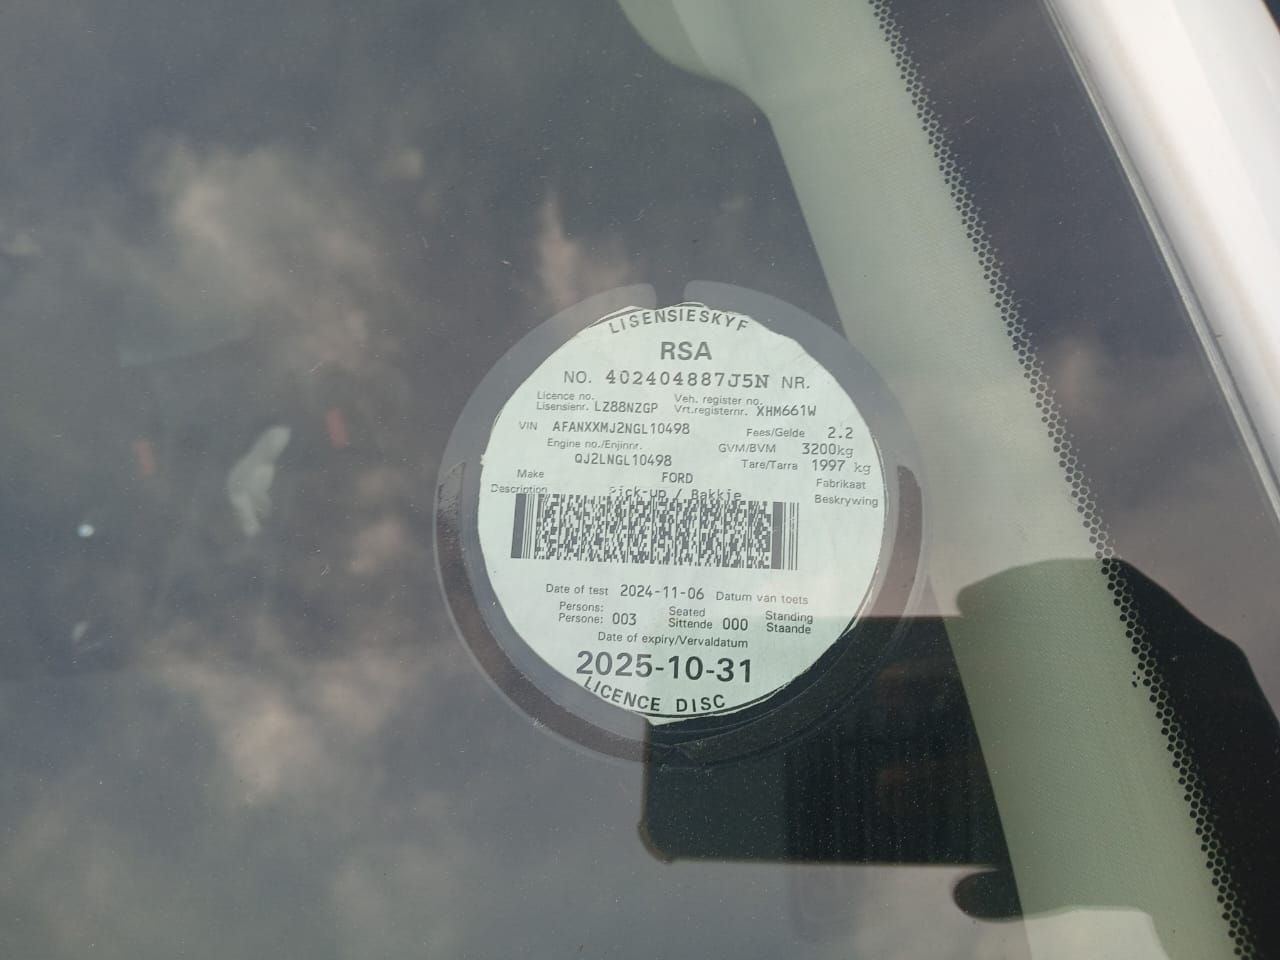 LISENSIESKYF
RSA
NO. 402404887J5N NR.
Licence no. Veh. register no.
Lisensienr. LZ88NZGP Vrt.registernr. XHM661W
VIN AFANXXMJ2NGL10498 Fees/Gelde 2.2
Engine no./Enjinnr. GVM/BVM 3200kg
QJ2LNGL10498 Tare/Tarra 1997 kg
Make FORD Fabrikaat
Description Pick-up / Bakkie Beskrywing
Date of test 2024-11-06 Datum van toets
Persons: Seated Standing
Persone: 003 Sittende 000 Staande
Date of expiry/Vervaldatum
2025-10-31
LICENCE DISC